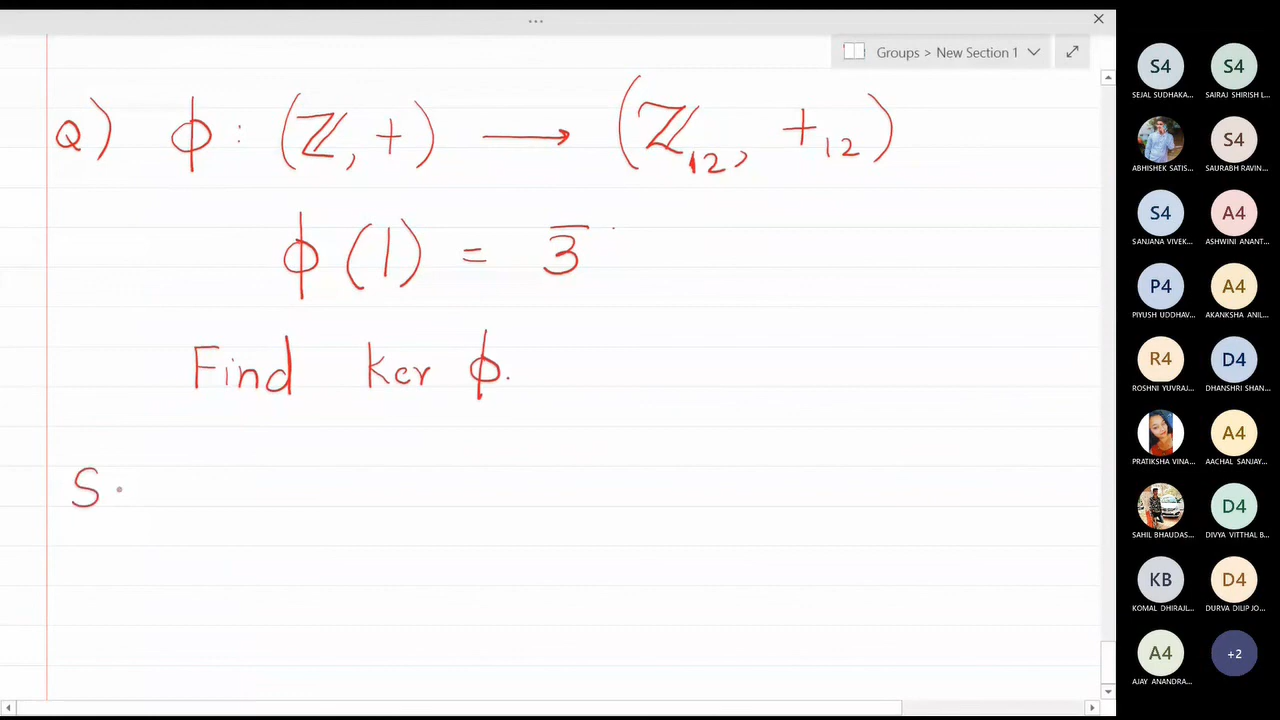 ...
Groups > New Section 1
Q) ϕ : (ℤ, +) ⟶ (ℤ₁₂, +₁₂)
ϕ (1) = 3̅
Find Ker ϕ.
S
S4
SEJAL SUDHAKA...
S4
SAIRAJ SHIRISH L...
ABHISHEK SATIS...
S4
SAURABH RAVIN...
S4
SANJANA VIVEK...
A4
ASHWINI ANANT...
P4
PIYUSH UDDHAV...
A4
AKANKSHA ANIL...
R4
ROSHNI YUVRAJ...
D4
DHANSHRI SHAN...
PRATIKSHA VINA...
A4
AACHAL SANJAY...
SAHIL BHAUDAS...
D4
DIVYA VITTHAL B...
KB
KOMAL DHIRAJL...
D4
DURVA DILIP JO...
A4
AJAY ANANDRA...
+2